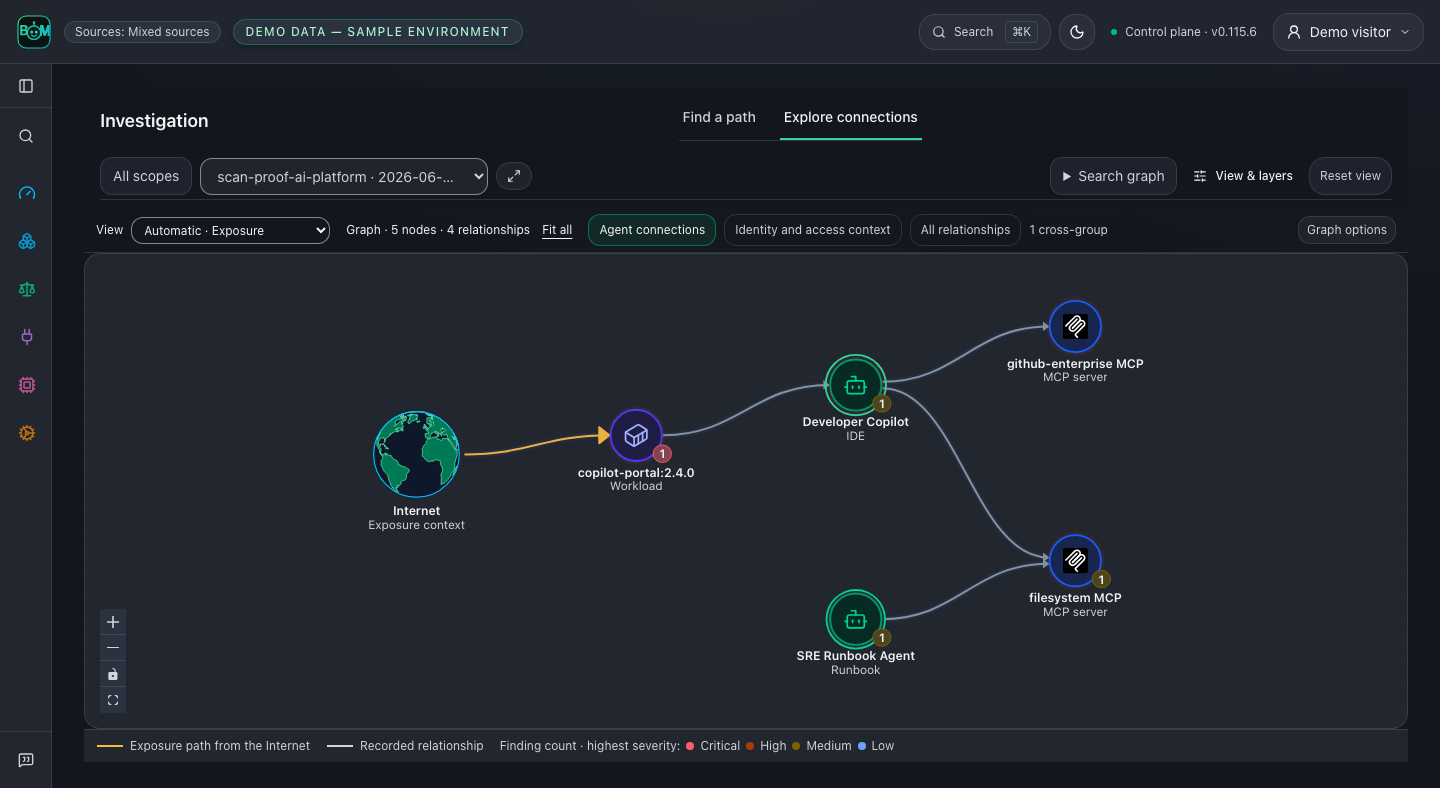 BOM
Sources: Mixed sources
DEMO DATA — SAMPLE ENVIRONMENT
Search ⌘K
Control plane · v0.115.6
Demo visitor
Investigation
Find a path
Explore connections
All scopes
scan-proof-ai-platform · 2026-06-...
Search graph
View & layers
Reset view
View
Automatic · Exposure
Graph · 5 nodes · 4 relationships
Fit all
Agent connections
Identity and access context
All relationships
1 cross-group
Graph options
github-enterprise MCP
MCP server
1
Developer Copilot
IDE
1
copilot-portal:2.4.0
Workload
Internet
Exposure context
1
filesystem MCP
MCP server
1
SRE Runbook Agent
Runbook
Exposure path from the Internet
Recorded relationship
Finding count · highest severity:
Critical
High
Medium
Low